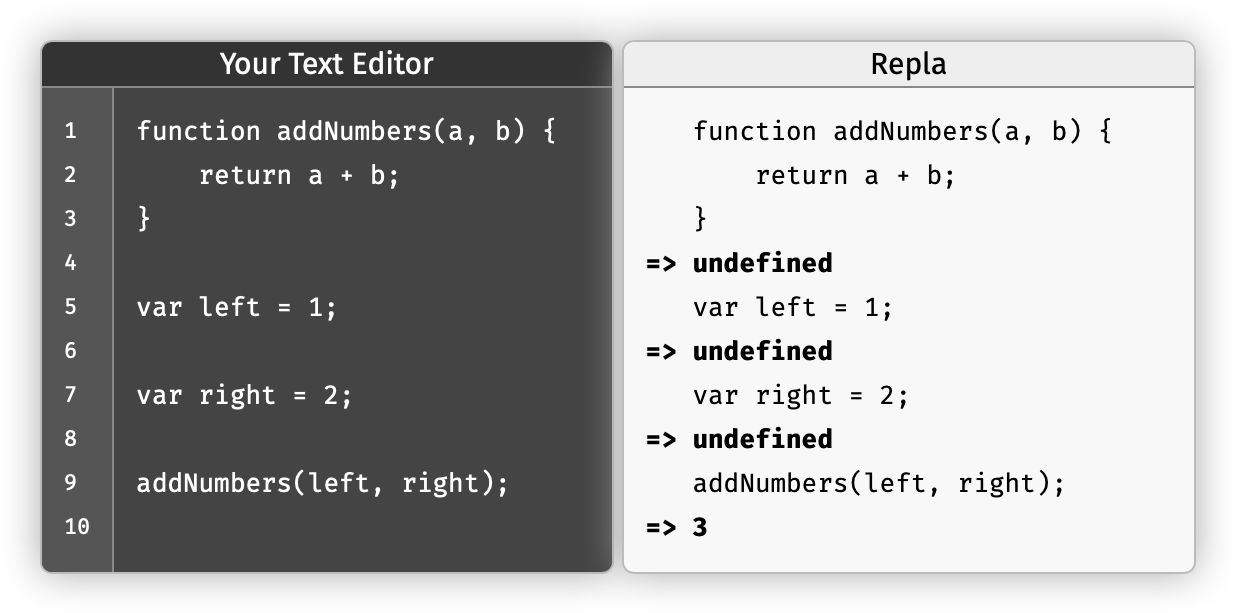 Your Text Editor
1 function addNumbers(a, b) {
2     return a + b;
3 }
4
5 var left = 1;
6
7 var right = 2;
8
9 addNumbers(left, right);
10
Repla
function addNumbers(a, b) {
    return a + b;
}
=> undefined
var left = 1;
=> undefined
var right = 2;
=> undefined
addNumbers(left, right);
=> 3